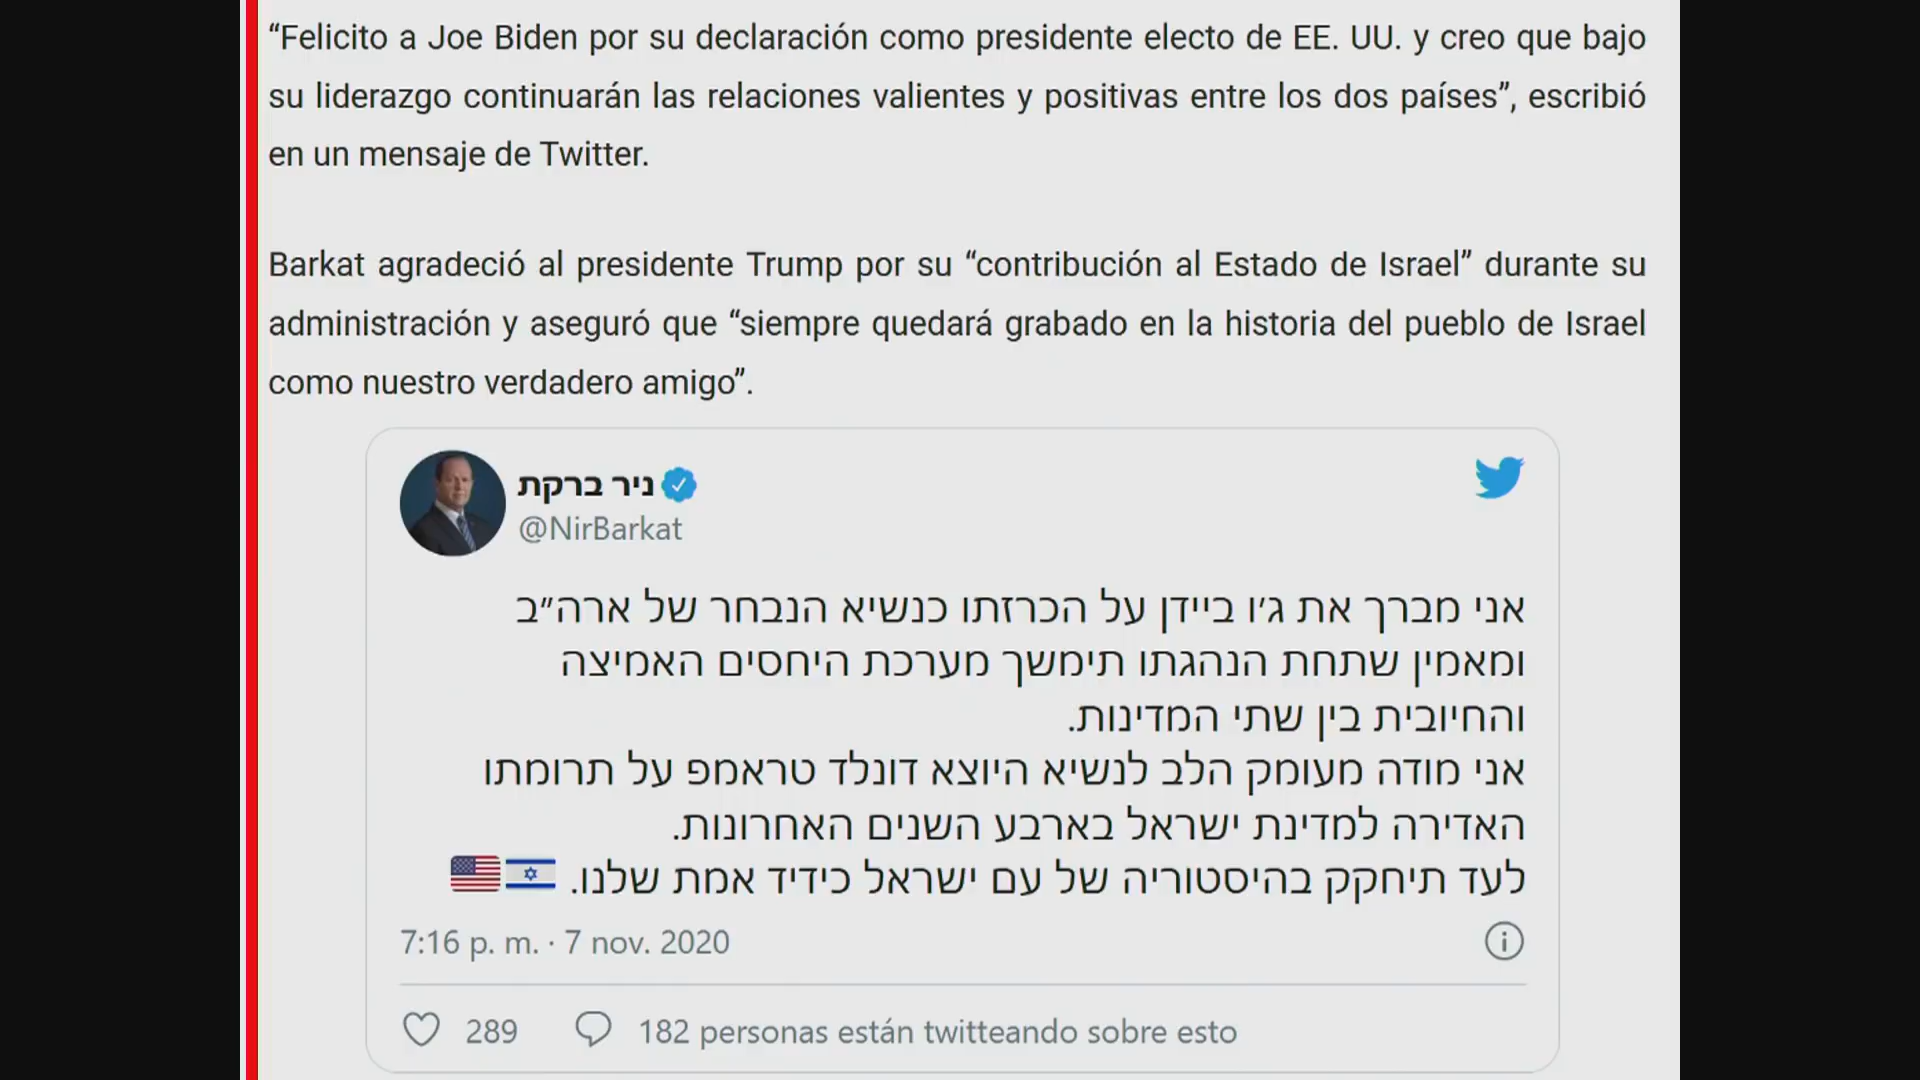 “Felicito a Joe Biden por su declaración como presidente electo de EE. UU. y creo que bajo
su liderazgo continuarán las relaciones valientes y positivas entre los dos países”, escribió
en un mensaje de Twitter.
Barkat agradeció al presidente Trump por su “contribución al Estado de Israel” durante su
administración y aseguró que “siempre quedará grabado en la historia del pueblo de Israel
como nuestro verdadero amigo”.
ניר ברקת
@NirBarkat
אני מברך את ג׳ו ביידן על הכרזתו כנשיא הנבחר של ארה״ב
ומאמין שתחת הנהגתו תימשך מערכת היחסים האמיצה
והחיובית בין שתי המדינות.
אני מודה מעומק הלב לנשיא היוצא דונלד טראמפ על תרומתו
האדירה למדינת ישראל בארבע השנים האחרונות.
לעד תיחקק בהיסטוריה של עם ישראל כידיד אמת שלנו.
7:16 p. m. · 7 nov. 2020
289
182 personas están twitteando sobre esto